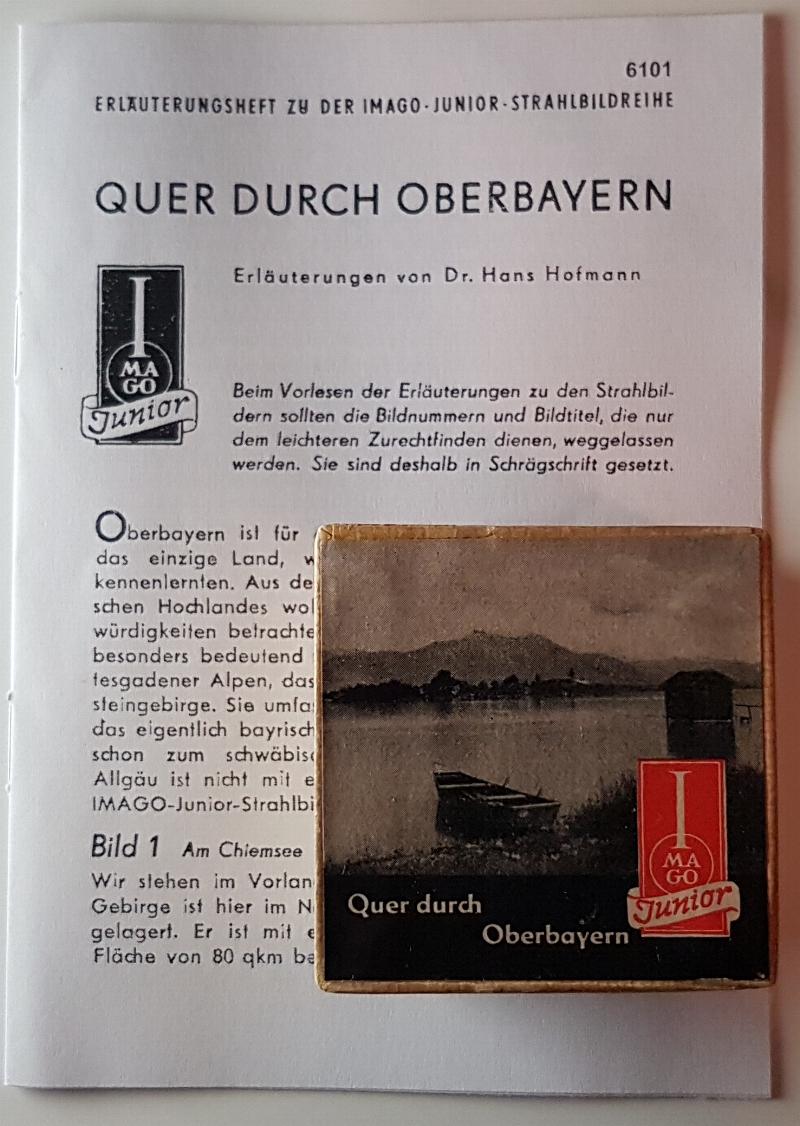 6101
ERLÄUTERUNGSHEFT ZU DER IMAGO-JUNIOR-STRAHLBILDREIHE
QUER DURCH OBERBAYERN
I
MA
GO
Junior
Erläuterungen von Dr. Hans Hofmann
Beim Vorlesen der Erläuterungen zu den Strahlbil-
dern sollten die Bildnummern und Bildtitel, die nur
dem leichteren Zurechtfinden dienen, weggelassen
werden. Sie sind deshalb in Schrägschrift gesetzt.
Oberbayern ist für
das einzige Land, w
kennenlernten. Aus de
schen Hochlandes wol
würdigkeiten betrachte
besonders bedeutend
tesgadener Alpen, das
steingebirge. Sie umfa
das eigentlich bayrisch
schon zum schwäbisc
Allgäu ist nicht mit e
IMAGO-Junior-Strahlbi
Bild 1 Am Chiemsee
Wir stehen im Vorlan
Gebirge ist hier im N
gelagert. Er ist mit e
Fläche von 80 qkm be
I
MA
GO
Junior
Quer durch
Oberbayern